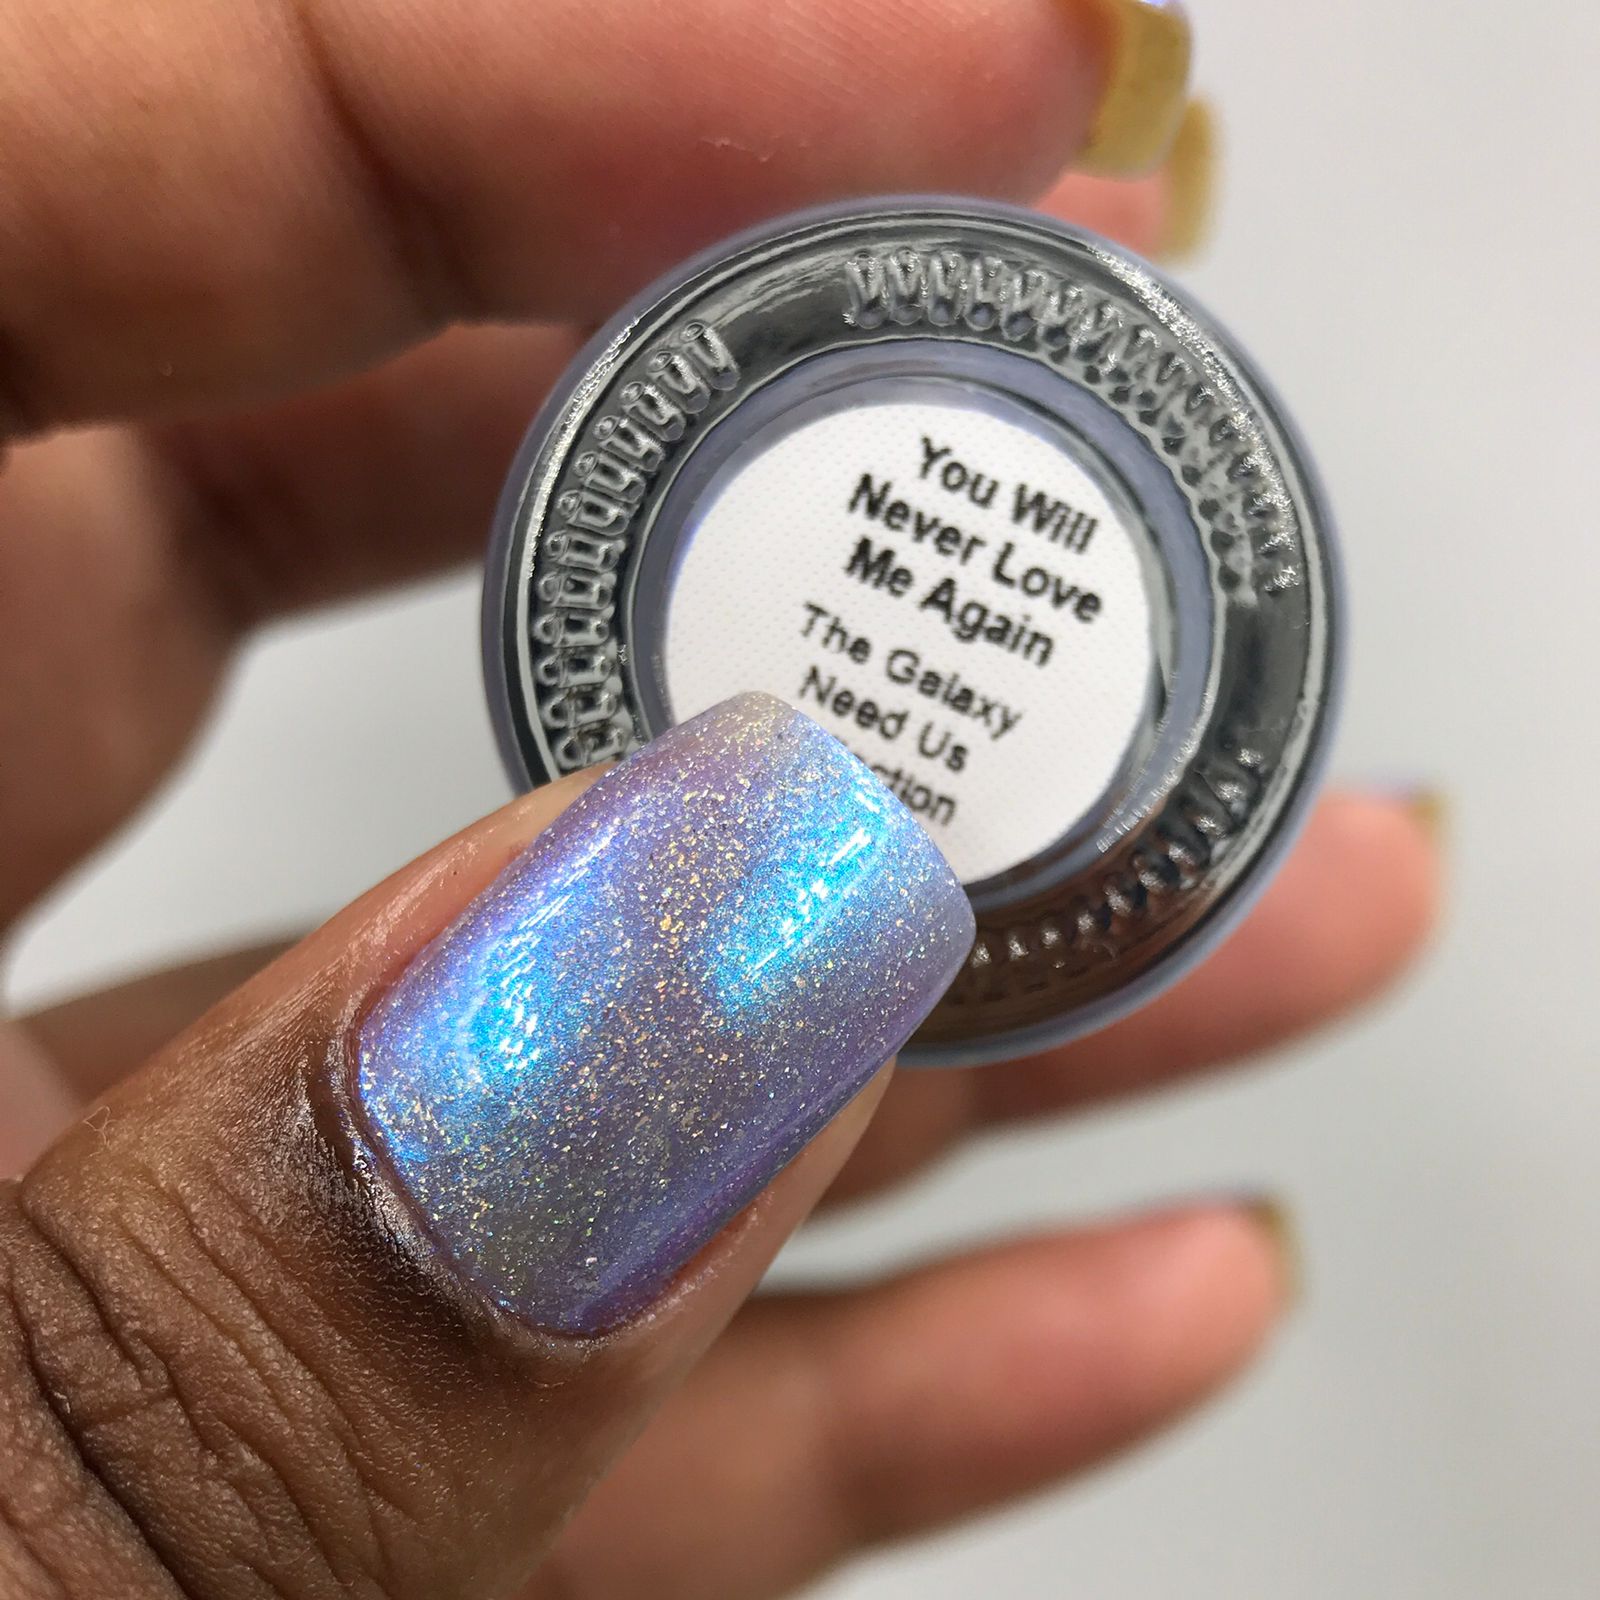 You Will
Never Love
Me Again
The Galaxy
Need Us